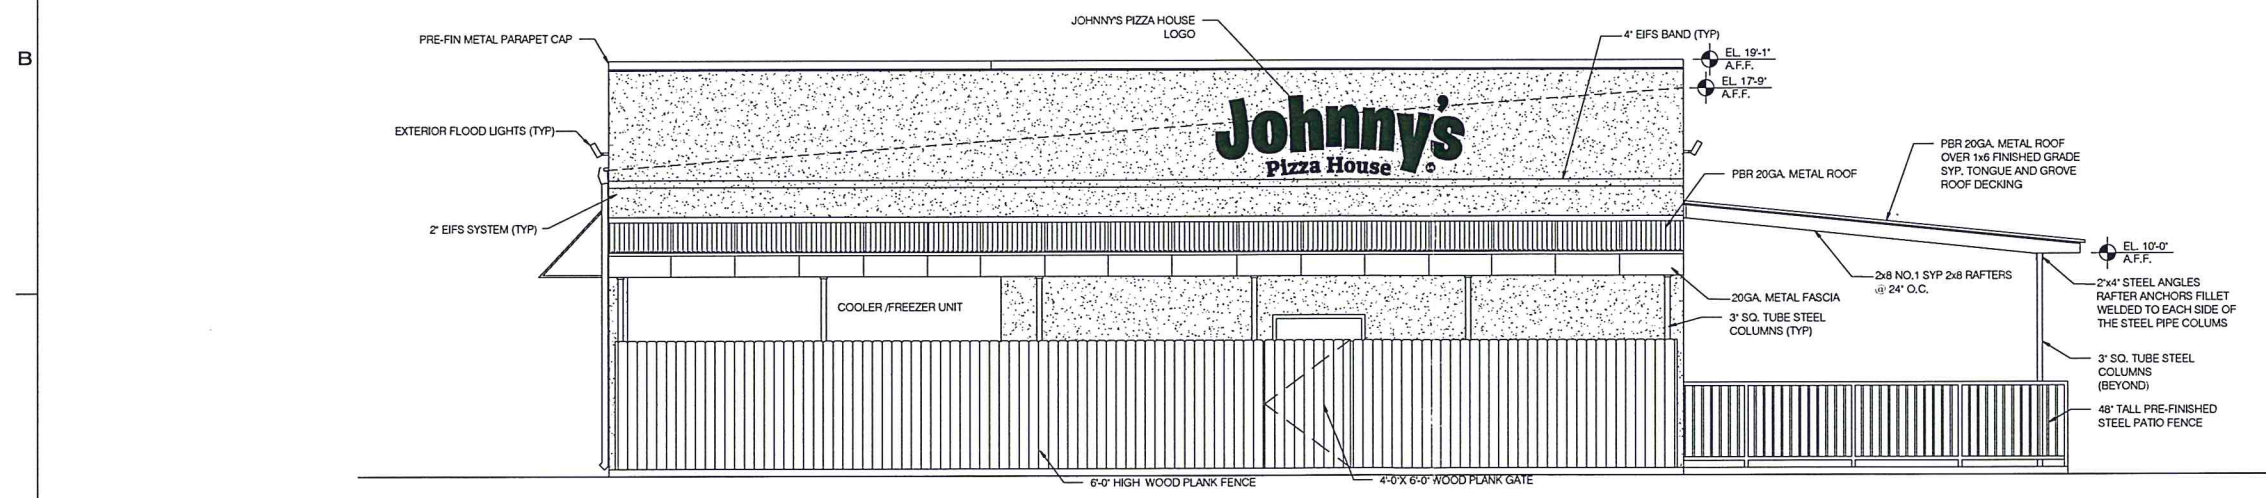 B
PRE-FIN METAL PARAPET CAP
JOHNNY'S PIZZA HOUSE
LOGO
4" EIFS BAND (TYP)
EL. 19'-1"
A.F.F.
EL. 17'-9"
A.F.F.
EXTERIOR FLOOD LIGHTS (TYP)
Johnny's
Pizza House
PBR 20GA. METAL ROOF
OVER 1x6 FINISHED GRADE
SYP. TONGUE AND GROVE
ROOF DECKING
PBR 20GA. METAL ROOF
2" EIFS SYSTEM (TYP)
EL. 10'-0"
A.F.F.
COOLER /FREEZER UNIT
2x8 NO.1 SYP 2x8 RAFTERS
@ 24" O.C.
20GA. METAL FASCIA
3" SQ. TUBE STEEL
COLUMNS (TYP)
2"x4" STEEL ANGLES
RAFTER ANCHORS FILLET
WELDED TO EACH SIDE OF
THE STEEL PIPE COLUMS
3" SQ. TUBE STEEL
COLUMNS
(BEYOND)
48" TALL PRE-FINISHED
STEEL PATIO FENCE
6'-0" HIGH WOOD PLANK FENCE
4'-0"X 6'-0" WOOD PLANK GATE